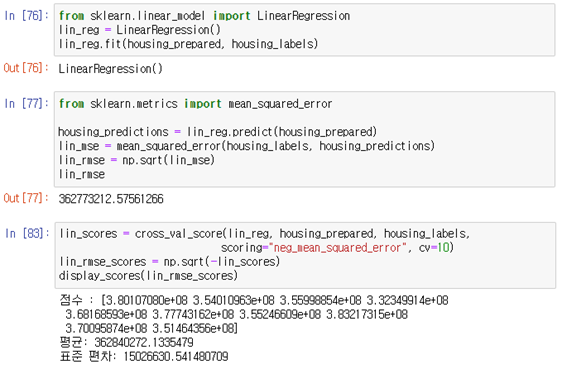 In [76]: from sklearn.linear_model import LinearRegression
lin_reg = LinearRegression()
lin_reg.fit(housing_prepared, housing_labels)
Out[76]: LinearRegression()
In [77]: from sklearn.metrics import mean_squared_error
housing_predictions = lin_reg.predict(housing_prepared)
lin_mse = mean_squared_error(housing_labels, housing_predictions)
lin_rmse = np.sqrt(lin_mse)
lin_rmse
Out[77]: 362773212.57561266
In [83]: lin_scores = cross_val_score(lin_reg, housing_prepared, housing_labels,
scoring="neg_mean_squared_error", cv=10)
lin_rmse_scores = np.sqrt(-lin_scores)
display_scores(lin_rmse_scores)
점수 : [3.80107080e+08 3.54010963e+08 3.55998854e+08 3.32349914e+08
3.68168593e+08 3.77743162e+08 3.55246609e+08 3.83217315e+08
3.70095874e+08 3.51464356e+08]
평균: 362840272.1335479
표준 편차: 15026630.541480709